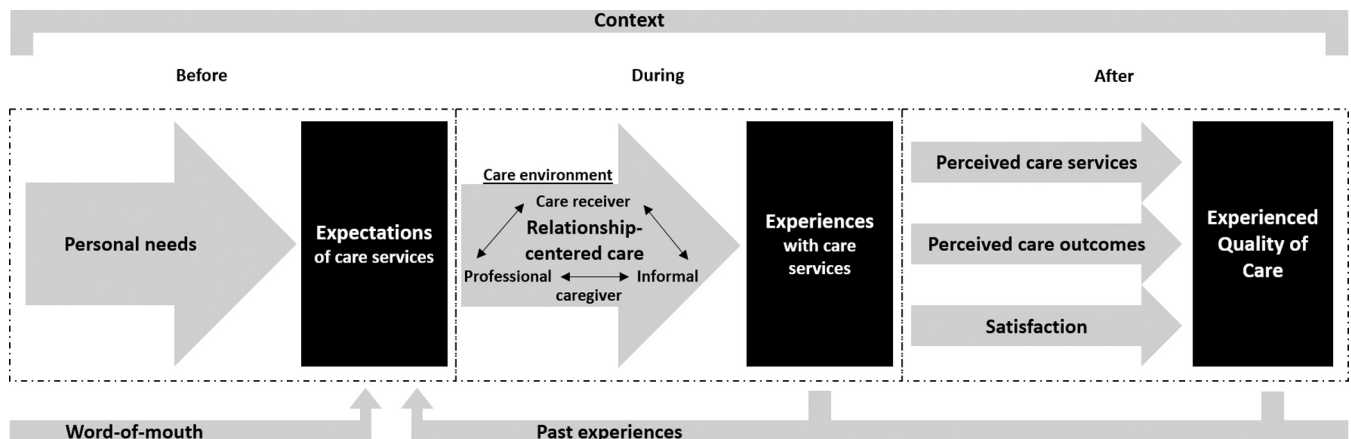 Context
Before
During
After
Personal needs
Expectations
of care services
Care environment
Care receiver
Relationship-
centered care
Professional
Informal
caregiver
Experiences
with care
services
Perceived care services
Perceived care outcomes
Satisfaction
Experienced
Quality of
Care
Word-of-mouth
Past experiences